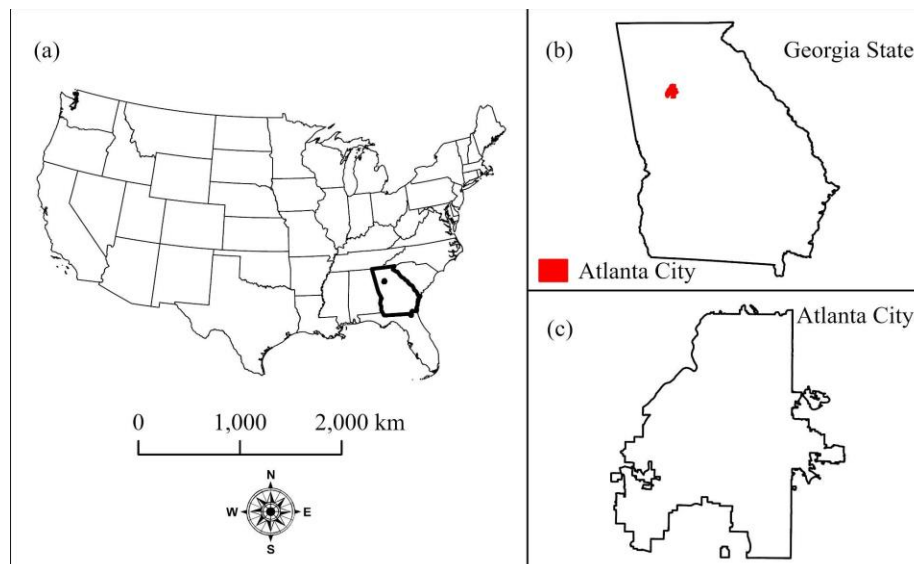 (a)
0 1,000 2,000 km
N
W E
S
(b)
Georgia State
Atlanta City
(c)
Atlanta City